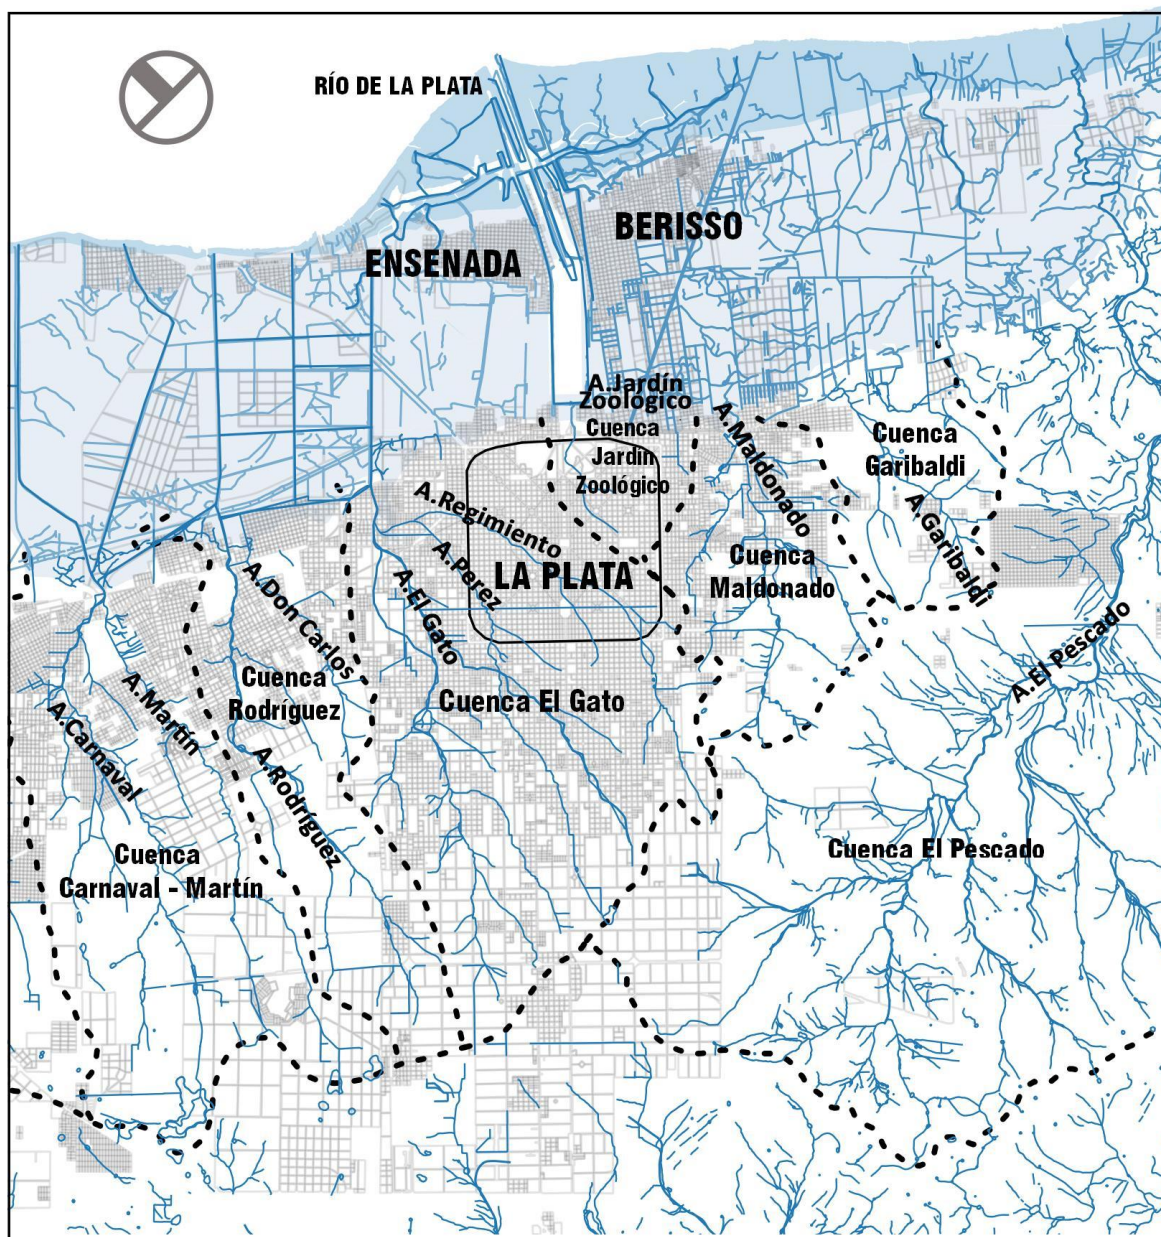 RÍO DE LA PLATA
BERISSO
ENSENADA
A.Jardín
Zoológico
Cuenca
Jardín
Zoológico
A.Maldonado
Cuenca
Garibaldi
A.Regimiento
A.Garibaldi
A.Perez
LA PLATA
Cuenca
Maldonado
A.El Gato
A.Don Carlos
A.El Pescado
Cuenca
Rodríguez
Cuenca El Gato
A.Martín
A.Carnaval
A.Rodríguez
Cuenca
Carnaval - Martín
Cuenca El Pescado